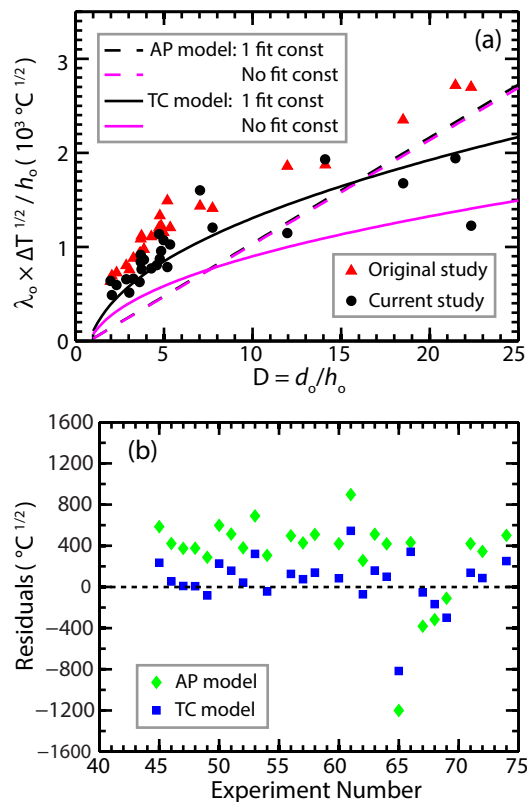 (a)
AP model: 1 fit const
No fit const
TC model: 1 fit const
No fit const
Original study
Current study
3
2
1
0
0 5 10 15 20 25
λₒ × ΔT ¹/² / hₒ ( 10³ °C ¹/² )
D = dₒ/hₒ
(b)
1600
1200
800
400
0
−400
−800
−1200
−1600
40 45 50 55 60 65 70 75
Residuals ( °C ¹/² )
AP model
TC model
Experiment Number